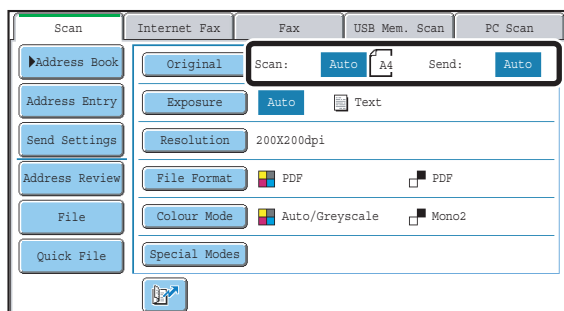 Scan Internet Fax Fax USB Mem. Scan PC Scan
Address Book Original Scan: Auto A4 Send: Auto
Address Entry Exposure Auto Text
Send Settings Resolution 200X200dpi
Address Review File Format PDF PDF
File Colour Mode Auto/Greyscale Mono2
Quick File Special Modes